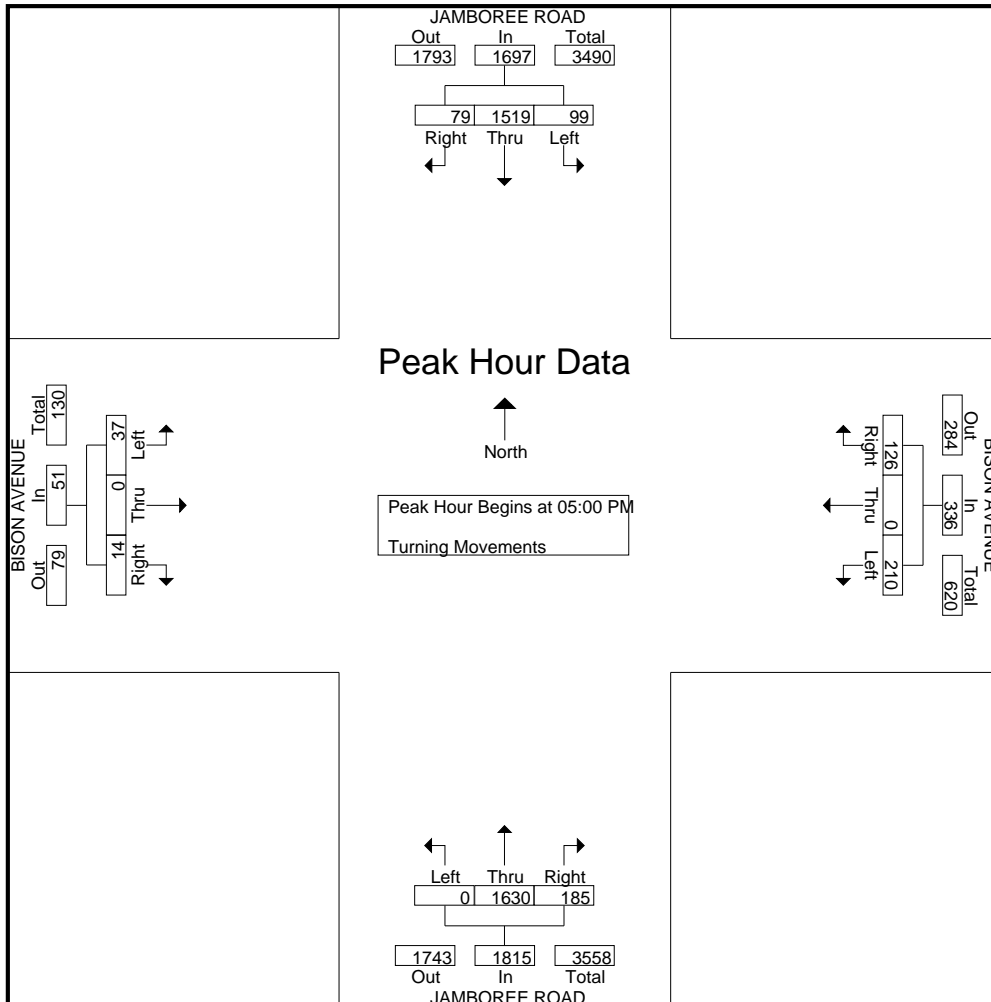 JAMBOREE ROAD
Out In Total
1793 1697 3490
79 1519 99
Right Thru Left
Peak Hour Data
North
Peak Hour Begins at 05:00 PM
Turning Movements
BISON AVENUE
Total In Out
130 51 79
37 0 14
Left Thru Right
Right Thru Left
126 0 210
284 336 620
Out In Total
BISON AVENUE
Left Thru Right
0 1630 185
1743 1815 3558
Out In Total
JAMBOREE ROAD